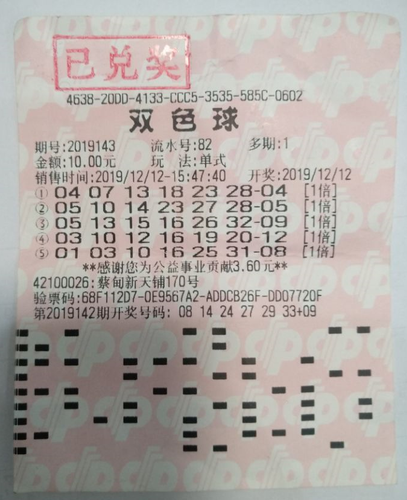 已兑奖
4638-20DD-4133-CCC5-3535-585C-0602
双色球
期号:2019143 流水号:82 多期:1
金额:10.00元 玩 法:单式
销售时间:2019/12/12-15:47:40 开奖:2019/12/12
① 04 07 13 18 23 28-04 [1倍]
② 05 10 14 23 27 28-05 [1倍]
③ 05 13 15 16 26 32-09 [1倍]
④ 03 10 12 16 19 20-12 [1倍]
⑤ 01 03 10 16 25 31-08 [1倍]
**感谢您为公益事业贡献3.60元**
42100026:蔡甸新天铺170号
验票码:68F112D7-0E9567A2-ADDCB26F-DD07720F
第2019142期开奖号码: 08 14 24 27 29 33+09